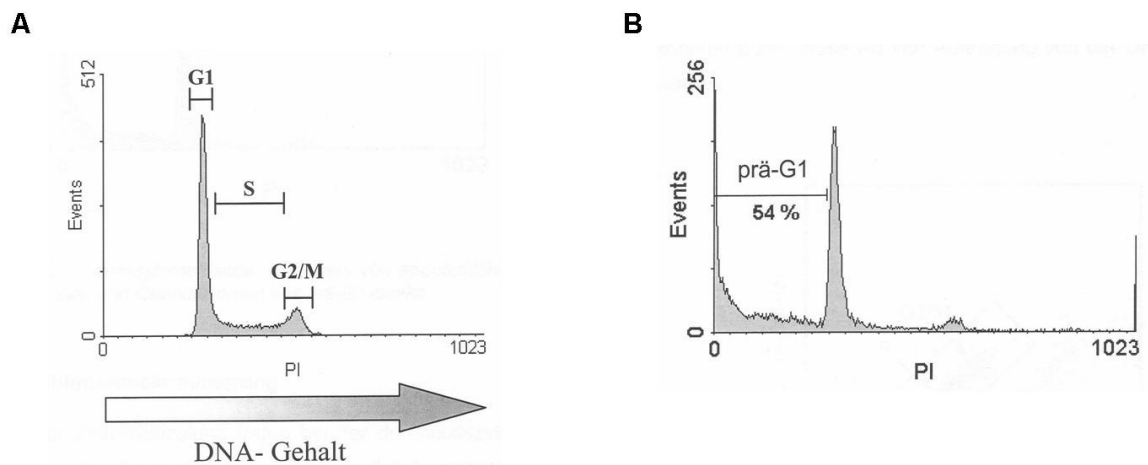 A
512
G1
S
G2/M
Events
0
0
1023
PI
DNA- Gehalt
B
256
prä-G1
54 %
Events
0
0
1023
PI